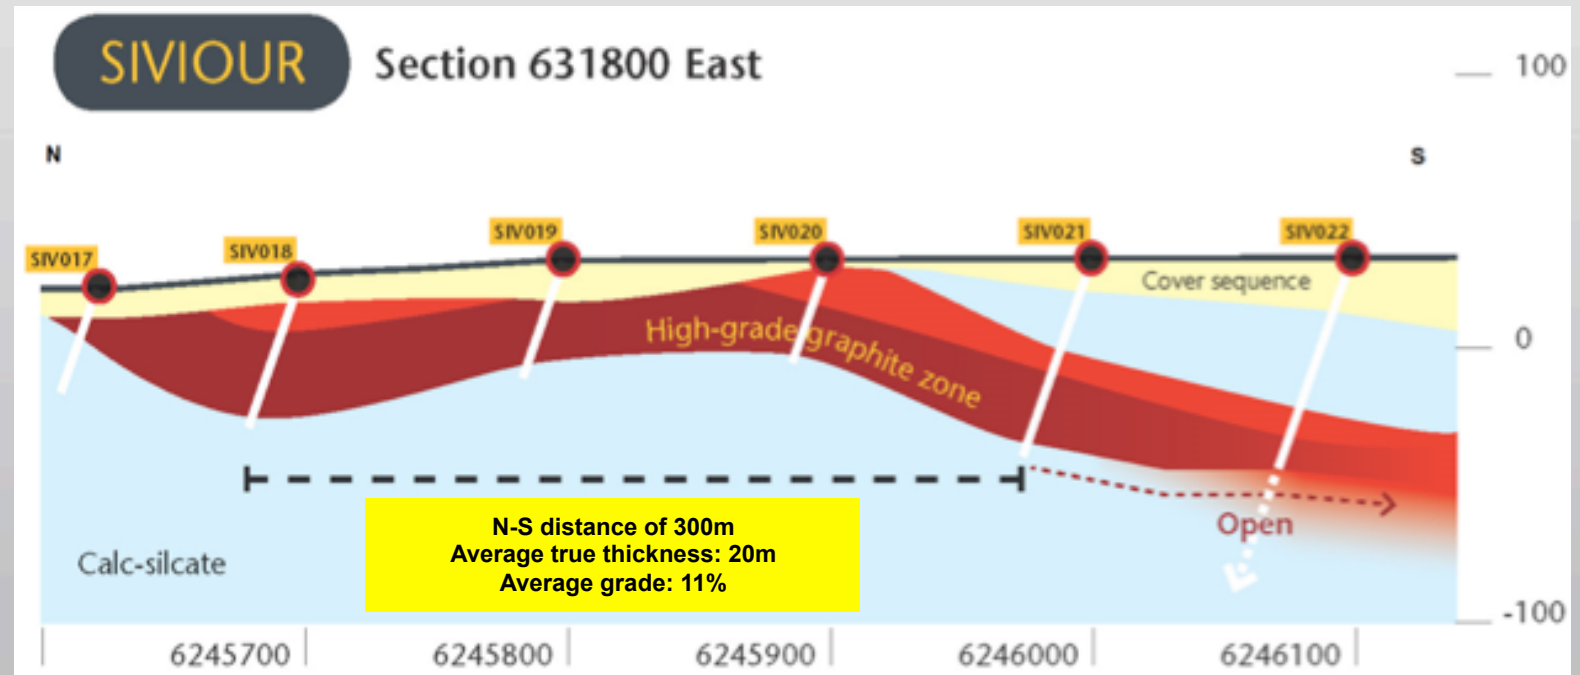 SIVIOUR Section 631800 East
100
N S
SIV017
SIV018
SIV019
SIV020
SIV021
SIV022
Cover sequence
High-grade graphite zone
0
N-S distance of 300m
Average true thickness: 20m
Average grade: 11%
Open
Calc-silcate
-100
6245700 6245800 6245900 6246000 6246100